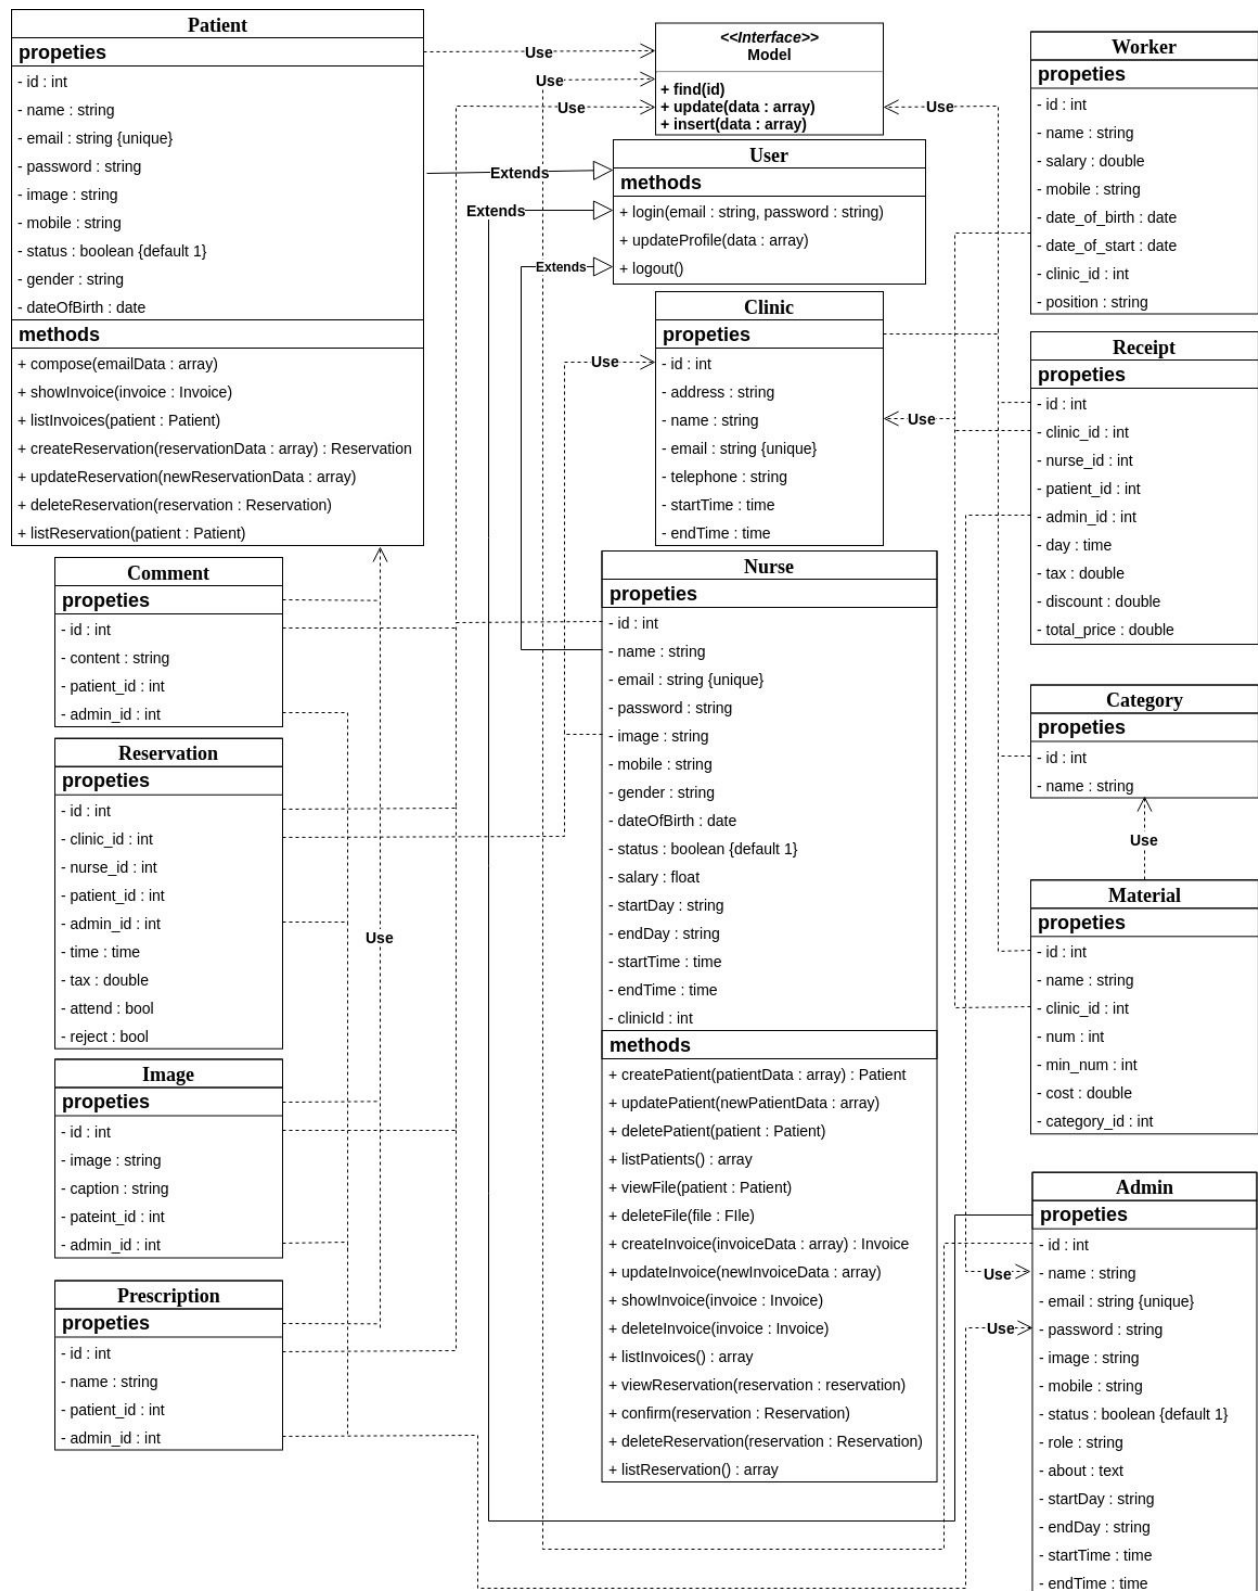 Patient
propeties
- id : int
- name : string
- email : string {unique}
- password : string
- image : string
- mobile : string
- status : boolean {default 1}
- gender : string
- dateOfBirth : date
methods
+ compose(emailData : array)
+ showInvoice(invoice : Invoice)
+ listInvoices(patient : Patient)
+ createReservation(reservationData : array) : Reservation
+ updateReservation(newReservationData : array)
+ deleteReservation(reservation : Reservation)
+ listReservation(patient : Patient)
Comment
propeties
- id : int
- content : string
- patient_id : int
- admin_id : int
Reservation
propeties
- id : int
- clinic_id : int
- nurse_id : int
- patient_id : int
- admin_id : int
- time : time
- tax : double
- attend : bool
- reject : bool
Image
propeties
- id : int
- image : string
- caption : string
- pateint_id : int
- admin_id : int
Prescription
propeties
- id : int
- name : string
- patient_id : int
- admin_id : int
Use
Use
Use
Use
Extends
Extends
Extends
Use
<<Interface>>
Model
+ find(id)
+ update(data : array)
+ insert(data : array)
User
methods
+ login(email : string, password : string)
+ updateProfile(data : array)
+ logout()
Clinic
propeties
- id : int
- address : string
- name : string
- email : string {unique}
- telephone : string
- startTime : time
- endTime : time
Nurse
propeties
- id : int
- name : string
- email : string {unique}
- password : string
- image : string
- mobile : string
- gender : string
- dateOfBirth : date
- status : boolean {default 1}
- salary : float
- startDay : string
- endDay : string
- startTime : time
- endTime : time
- clinicId : int
methods
+ createPatient(patientData : array) : Patient
+ updatePatient(newPatientData : array)
+ deletePatient(patient : Patient)
+ listPatients() : array
+ viewFile(patient : Patient)
+ deleteFile(file : FIle)
+ createInvoice(invoiceData : array) : Invoice
+ updateInvoice(newInvoiceData : array)
+ showInvoice(invoice : Invoice)
+ deleteInvoice(invoice : Invoice)
+ listInvoices() : array
+ viewReservation(reservation : reservation)
+ confirm(reservation : Reservation)
+ deleteReservation(reservation : Reservation)
+ listReservation() : array
Use
Use
Worker
propeties
- id : int
- name : string
- salary : double
- mobile : string
- date_of_birth : date
- date_of_start : date
- clinic_id : int
- position : string
Receipt
propeties
- id : int
- clinic_id : int
- nurse_id : int
- patient_id : int
- admin_id : int
- day : time
- tax : double
- discount : double
- total_price : double
Category
propeties
- id : int
- name : string
Use
Material
propeties
- id : int
- name : string
- clinic_id : int
- num : int
- min_num : int
- cost : double
- category_id : int
Use
Use
Admin
propeties
- id : int
- name : string
- email : string {unique}
- password : string
- image : string
- mobile : string
- status : boolean {default 1}
- role : string
- about : text
- startDay : string
- endDay : string
- startTime : time
- endTime : time